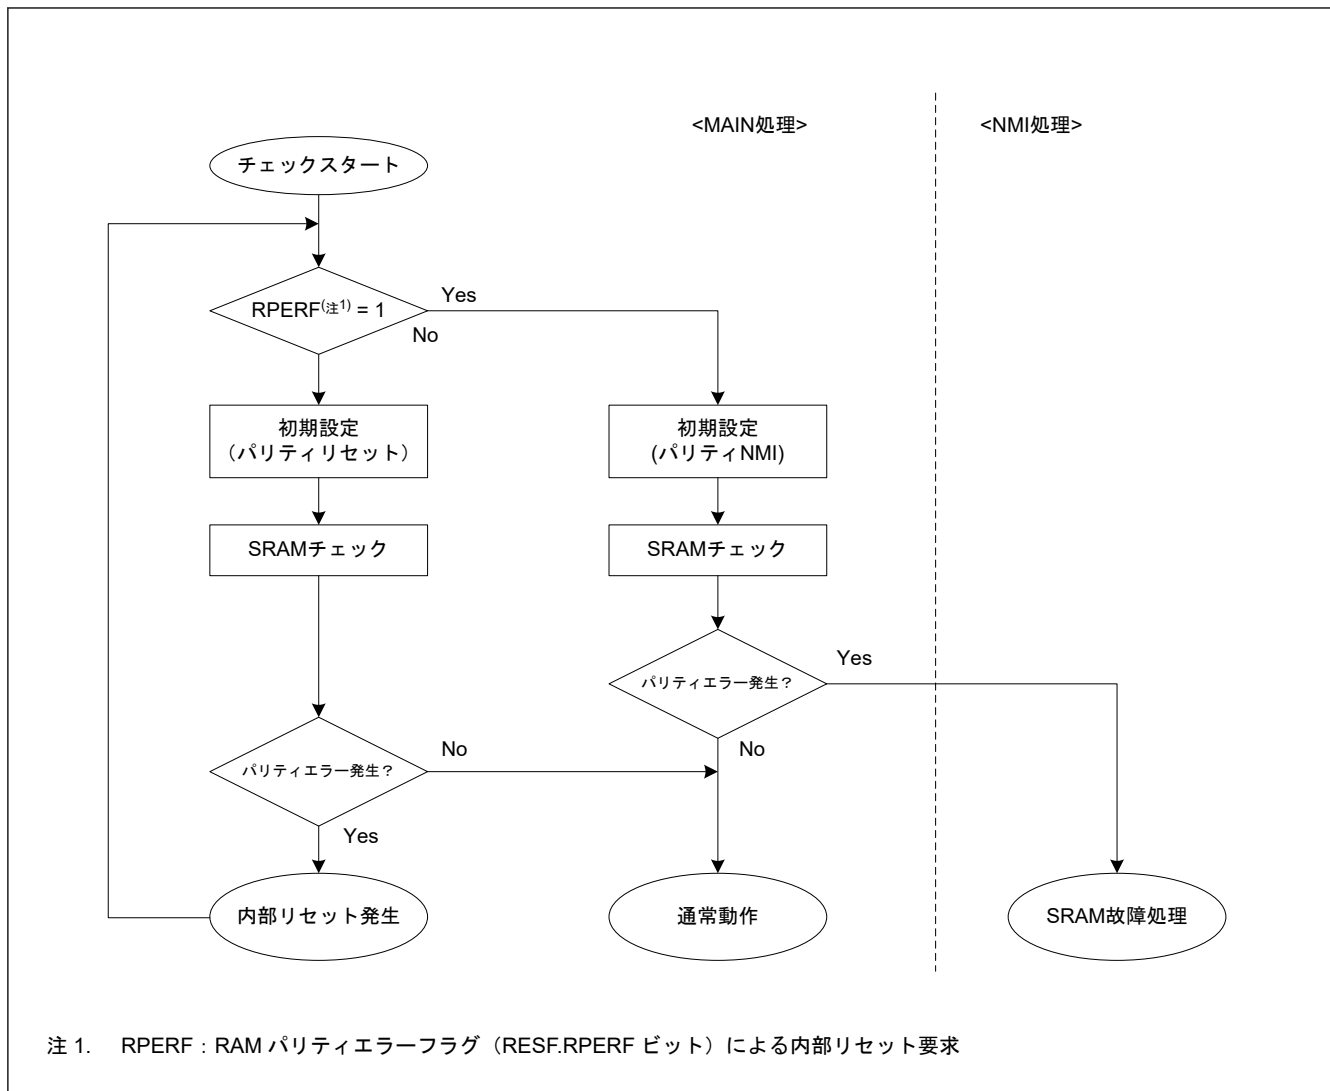 <MAIN処理>
<NMI処理>
チェックスタート
RPERF(注1) = 1
Yes
No
初期設定
（パリティリセット）
初期設定
(パリティNMI)
SRAMチェック
SRAMチェック
パリティエラー発生？
Yes
No
パリティエラー発生？
No
Yes
内部リセット発生
通常動作
SRAM故障処理
注 1. RPERF：RAM パリティエラーフラグ（RESF.RPERF ビット）による内部リセット要求